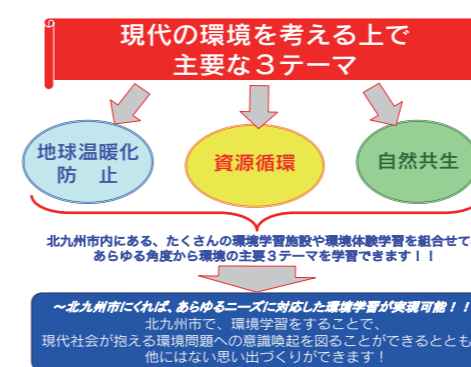 現代の環境を考える上で
主要な３テーマ
地球温暖化
防　止
資源循環
自然共生
北九州市内にある、たくさんの環境学習施設や環境体験学習を組合せて
あらゆる角度から環境の主要３テーマを学習できます！！
～北九州市にくれば、あらゆるニーズに対応した環境学習が実現可能！！
北九州市で、環境学習をすることで、
現代社会が抱える環境問題への意識喚起を図ることができるととも
他にはない思い出づくりができます！